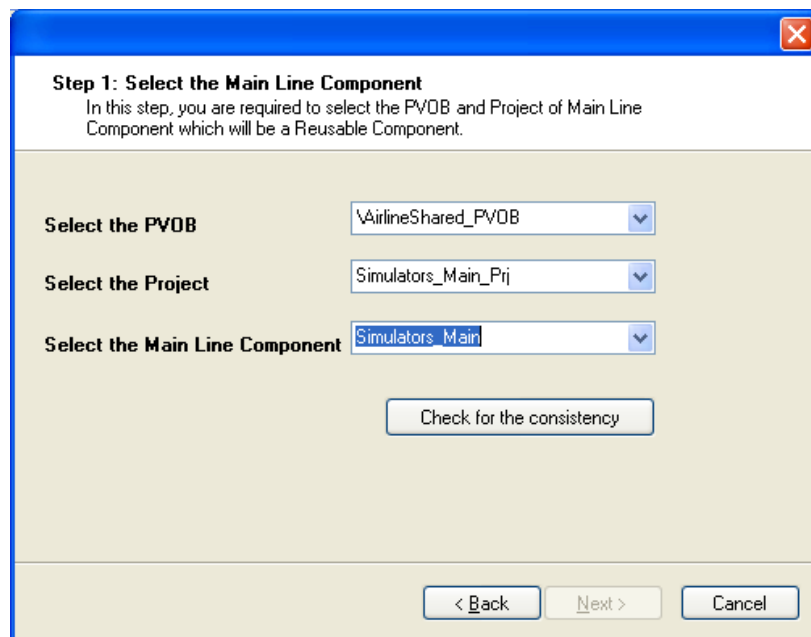 Step 1: Select the Main Line Component
In this step, you are required to select the PVOB and Project of Main Line
Component which will be a Reusable Component.
Select the PVOB
\AirlineShared_PVOB
Select the Project
Simulators_Main_Prj
Select the Main Line Component
Simulators_Main
Check for the consistency
< Back
Next >
Cancel